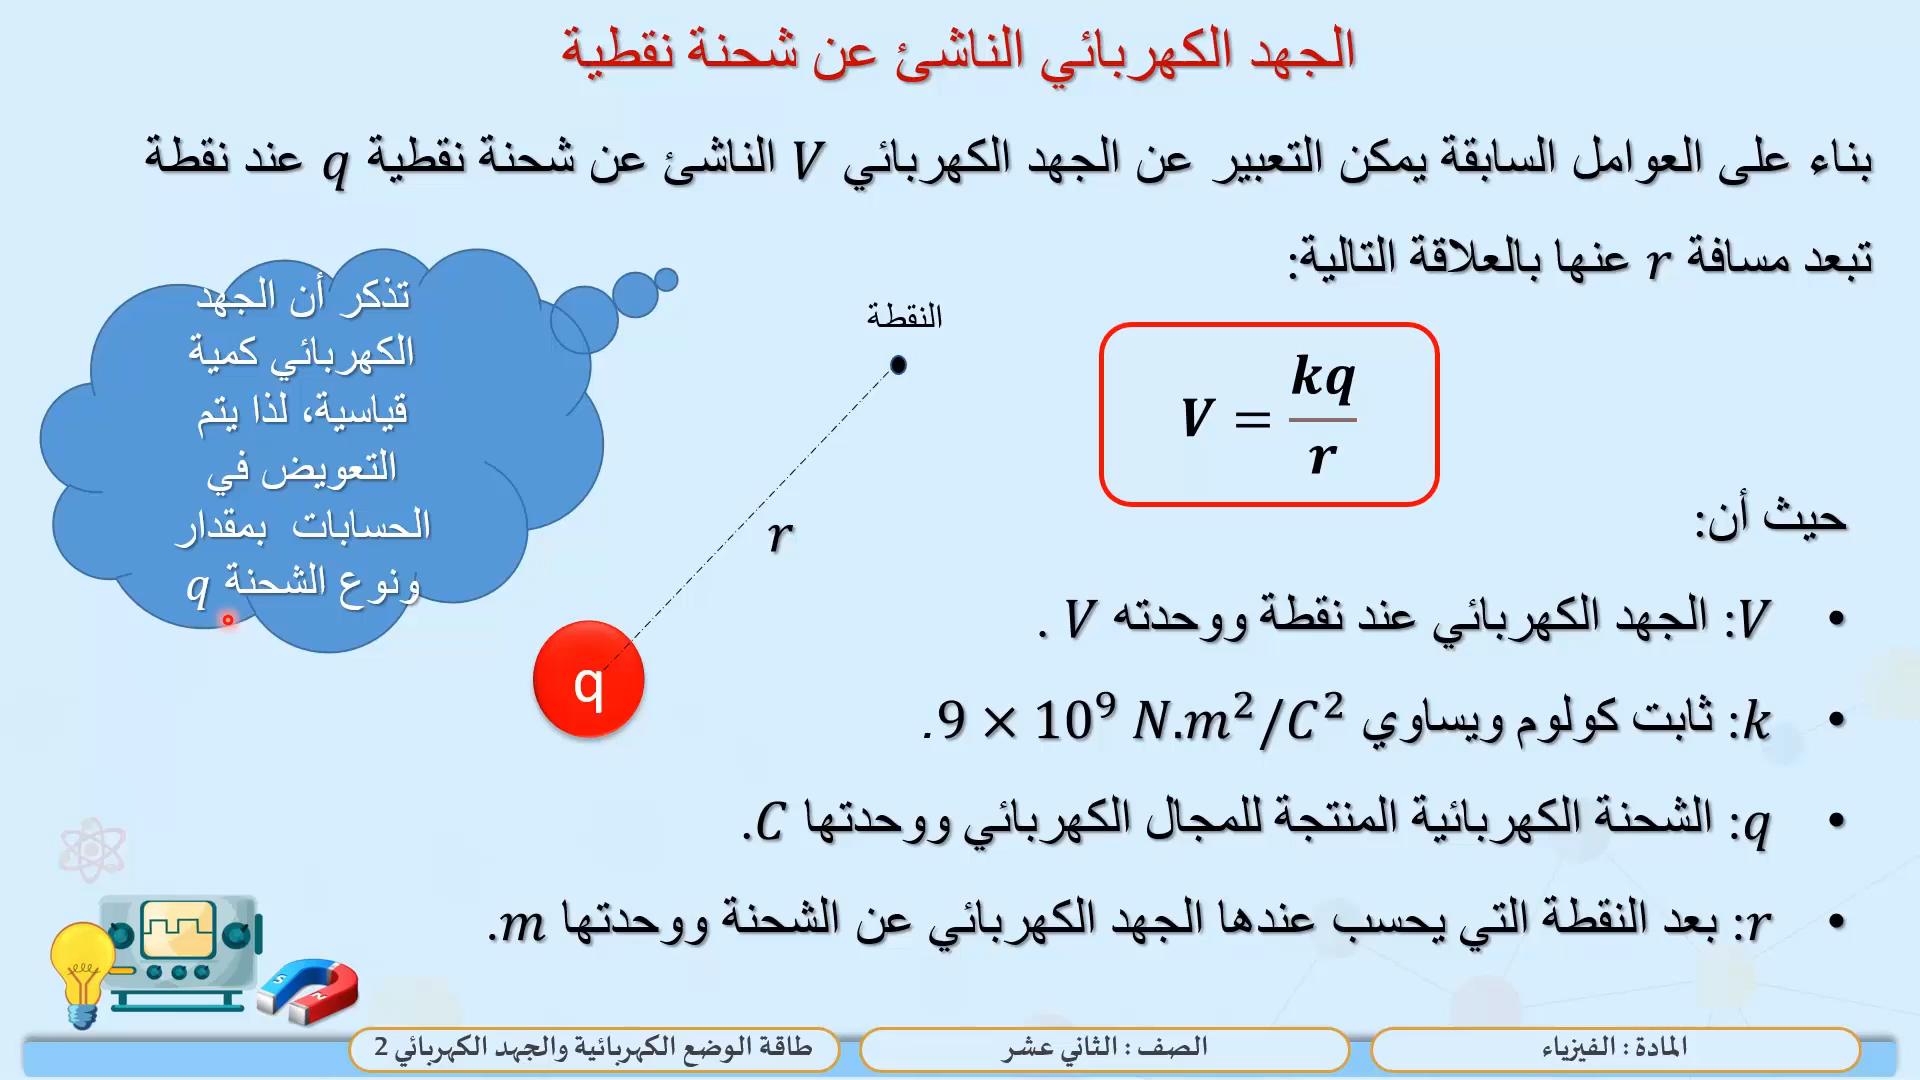 الجهد الكهربائي الناشئ عن شحنة نقطية
بناء على العوامل السابقة يمكن التعبير عن الجهد الكهربائي V الناشئ عن شحنة نقطية q عند نقطة
تبعد مسافة r عنها بالعلاقة التالية:
تذكر أن الجهد
الكهربائي كمية
قياسية، لذا يتم
التعويض في
الحسابات بمقدار
ونوع الشحنة q
النقطة
r
q
V = kq/r
حيث أن:
• V: الجهد الكهربائي عند نقطة ووحدته V .
• k: ثابت كولوم ويساوي 9 × 10⁹ N.m²/C².
• q: الشحنة الكهربائية المنتجة للمجال الكهربائي ووحدتها C.
• r: بعد النقطة التي يحسب عندها الجهد الكهربائي عن الشحنة ووحدتها m.
S
N
المادة : الفيزياء
الصف : الثاني عشر
طاقة الوضع الكهربائية والجهد الكهربائي 2